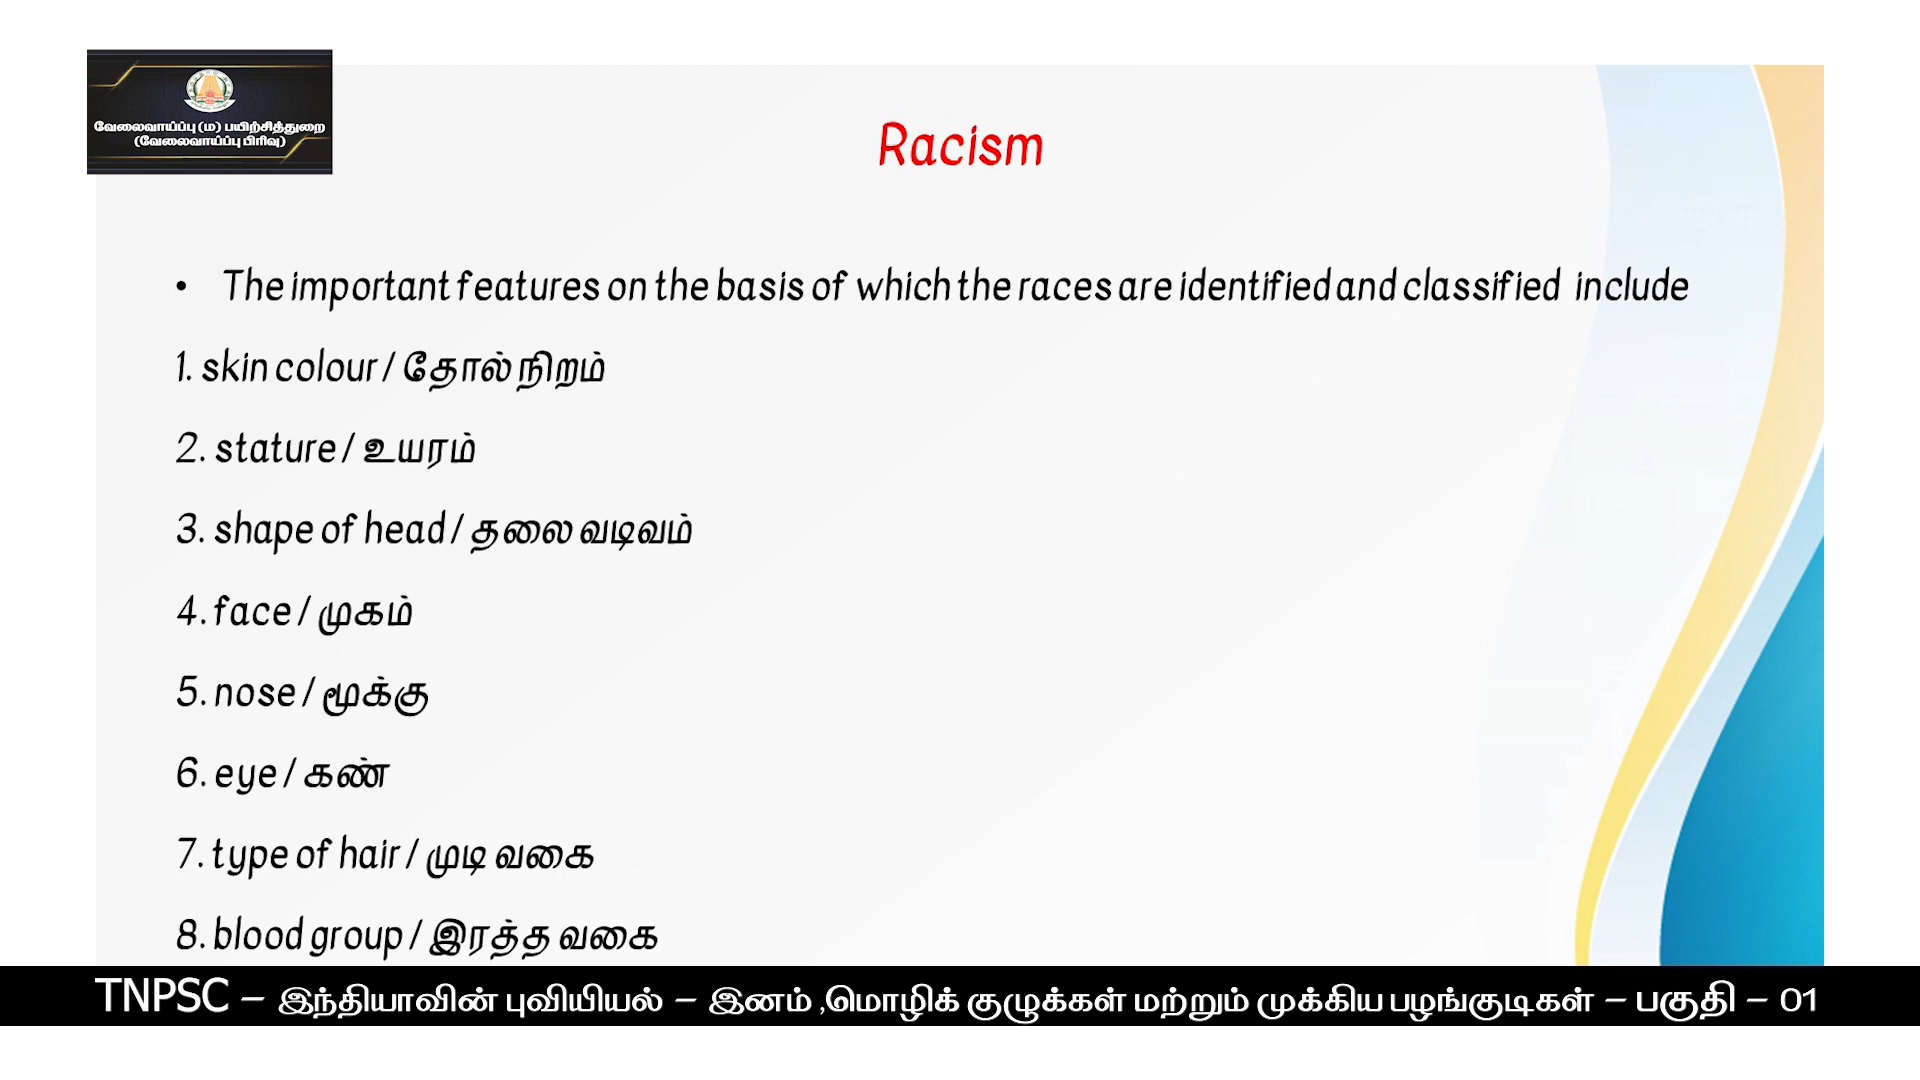 வேலைவாய்ப்பு (ம) பயிற்சித்துறை
(வேலைவாய்ப்பு பிரிவு)
Racism
• The important features on the basis of which the races are identified and classified include
1. skin colour / தோல் நிறம்
2. stature / உயரம்
3. shape of head / தலை வடிவம்
4. face / முகம்
5. nose / மூக்கு
6. eye / கண்
7. type of hair / முடி வகை
8. blood group / இரத்த வகை
TNPSC – இந்தியாவின் புவியியல் – இனம் ,மொழிக் குழுக்கள் மற்றும் முக்கிய பழங்குடிகள் – பகுதி – 01